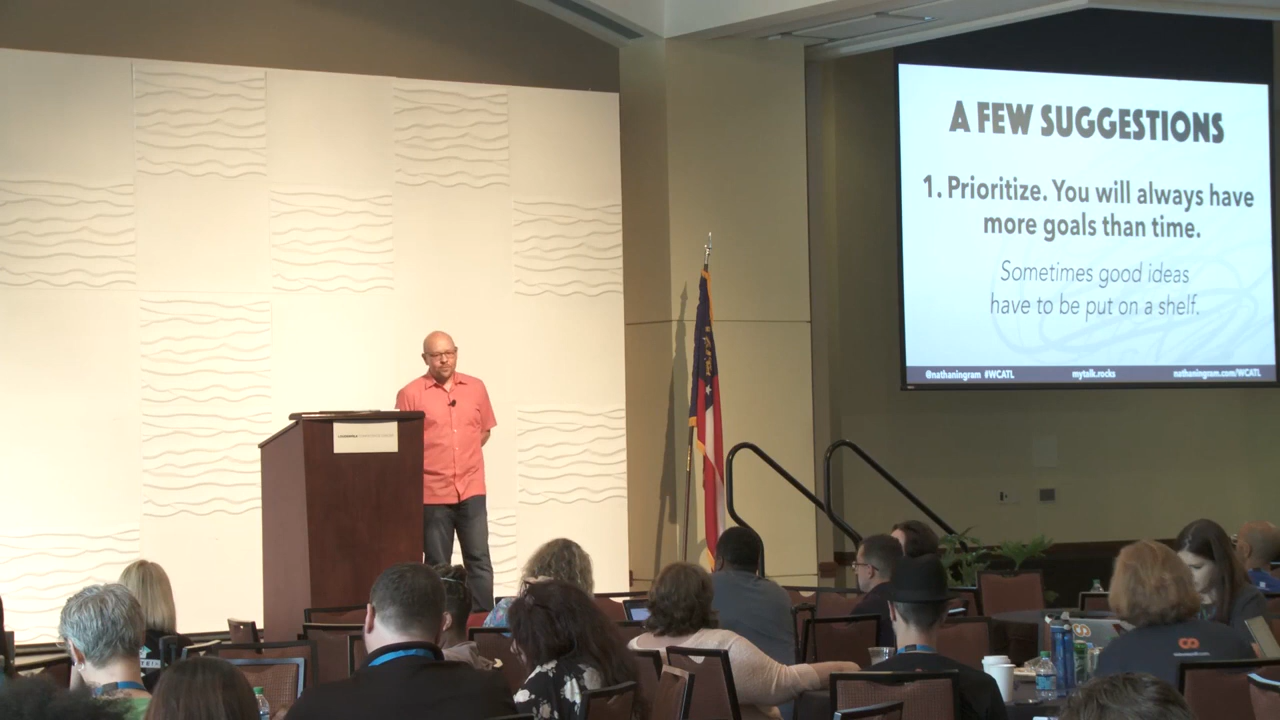 A FEW SUGGESTIONS
1. Prioritize. You will always have
more goals than time.
Sometimes good ideas
have to be put on a shelf.
@nathaningram #WCATL
mytalk.rocks
nathaningram.com/WCATL